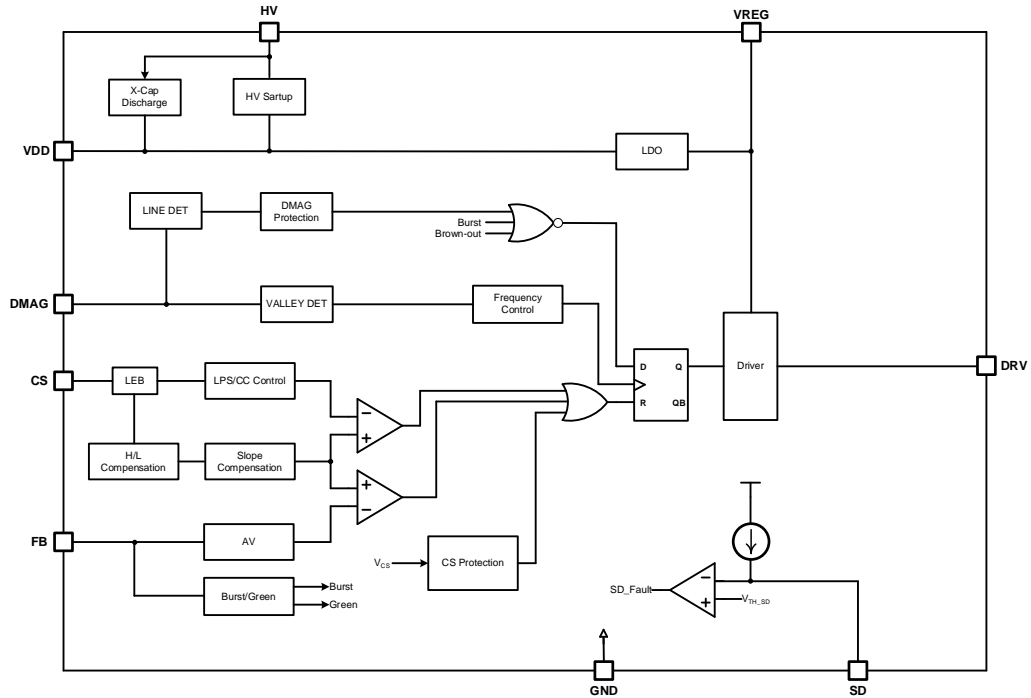 HV
VREG
X-Cap
Discharge
HV Sartup
VDD
LDO
LINE DET
DMAG
Protection
Burst
Brown-out
DMAG
VALLEY DET
Frequency
Control
CS
LEB
LPS/CC Control
D
Q
R
QB
Driver
DRV
H/L
Compensation
Slope
Compensation
FB
AV
VCS
CS Protection
Burst/Green
Burst
Green
SD_Fault
VTH_SD
GND
SD